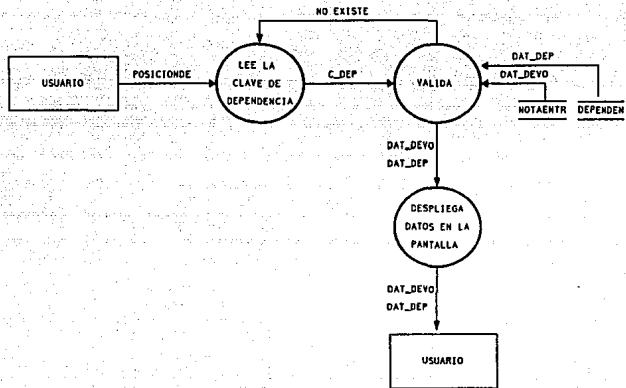 NO EXISTE
USUARIO
POSICIONDE
LEE LA
CLAVE DE
DEPENDENCIA
C_DEP
VALIDA
DAT_DEP
DAT_DEVO
NOTAENTR
DEPENDEN
DAT_DEVO
DAT_DEP
DESPLIEGA
DATOS EN LA
PANTALLA
DAT_DEVO
DAT_DEP
USUARIO